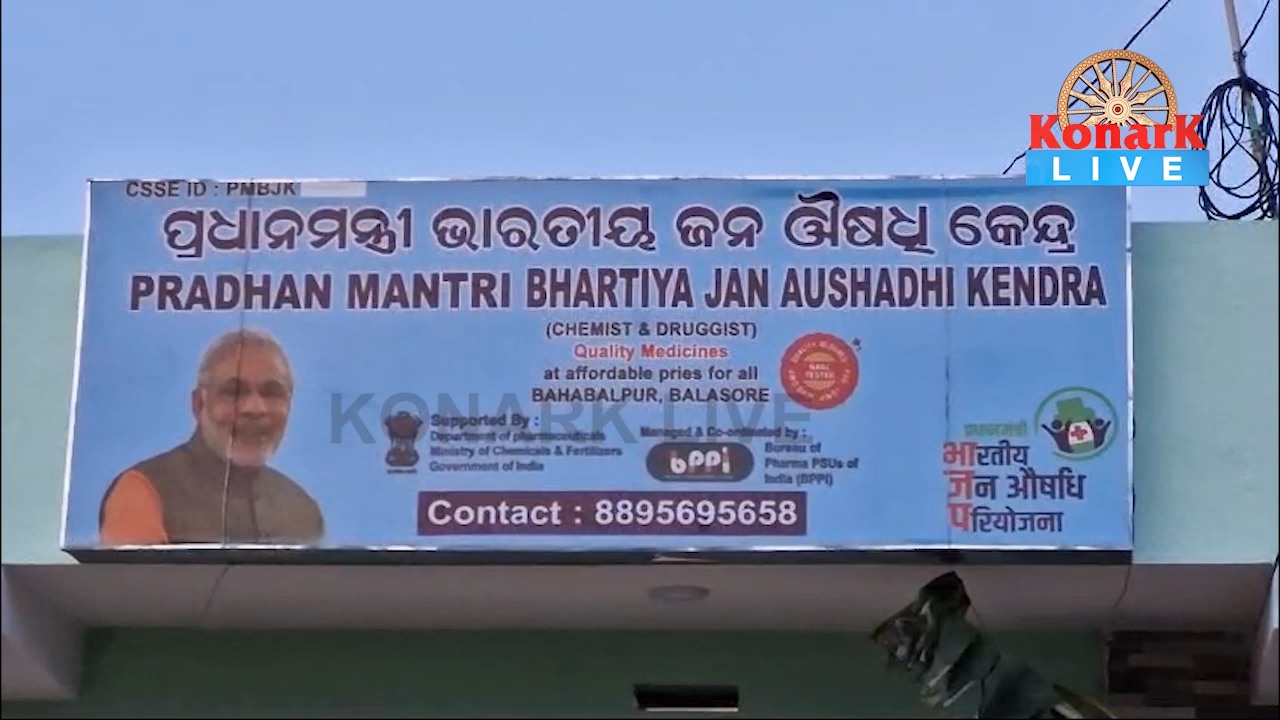 KonarK
LIVE
CSSE ID : PMBJK
ପ୍ରଧାନମନ୍ତ୍ରୀ ଭାରତୀୟ ଜନ ଔଷଧି କେନ୍ଦ୍ର
PRADHAN MANTRI BHARTIYA JAN AUSHADHI KENDRA
(CHEMIST & DRUGGIST)
Quality Medicines
at affordable pries for all
BAHABALPUR, BALASORE
KONARK LIVE
Supported By :
Department of pharmaceuticals
Ministry of Chemicals & Fertilizers
Government of India
Managed & Co-ordinated by :
bppi
Bureau of
Pharma PSUs of
India (BPPI)
Contact : 8895695658
प्रधानमंत्री
भारतीय
जन औषधि
परियोजना